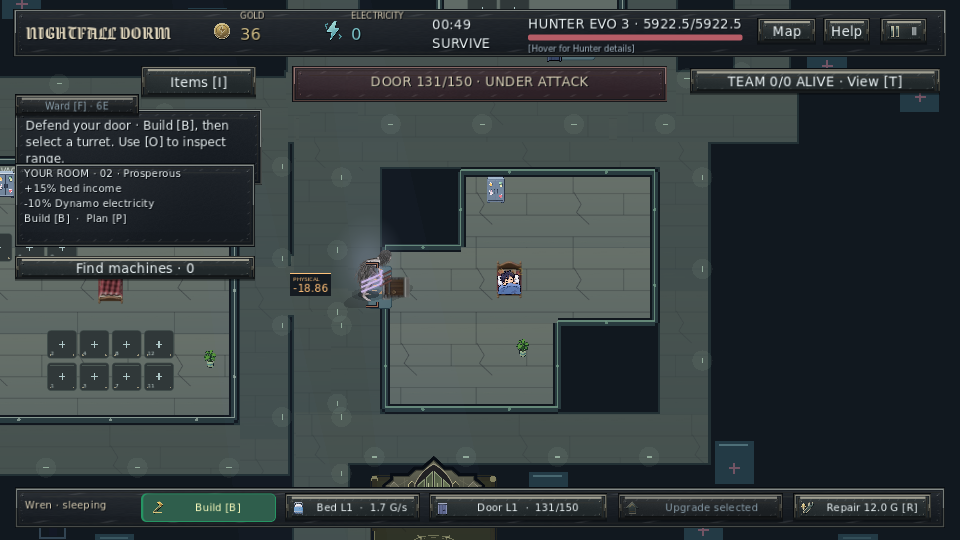 NIGHTFALL DORM
GOLD
36
ELECTRICITY
0
00:49
SURVIVE
HUNTER EVO 3 · 5922.5/5922.5
[Hover for Hunter details]
Map
Help
Items [I]
DOOR 131/150 · UNDER ATTACK
TEAM 0/0 ALIVE · View [T]
Ward [F] · 6E
Defend your door · Build [B], then
select a turret. Use [O] to inspect
range.
YOUR ROOM · 02 · Prosperous
+15% bed income
-10% Dynamo electricity
Build [B] · Plan [P]
Find machines · 0
PHYSICAL
-18.86
Wren · sleeping
Build [B]
Bed L1 · 1.7 G/s
Door L1 · 131/150
Upgrade selected
Repair 12.0 G [R]